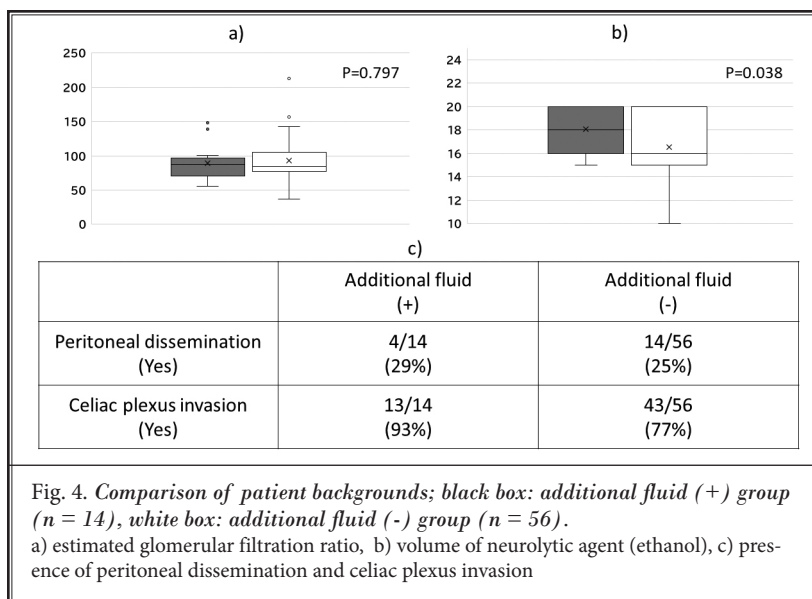 a)
250
200
150
100
50
0
P=0.797
b)
24
22
20
18
16
14
12
10
P=0.038
c)
Additional fluid (+) Additional fluid (-)
Peritoneal dissemination (Yes) 4/14 (29%) 14/56 (25%)
Celiac plexus invasion (Yes) 13/14 (93%) 43/56 (77%)
Fig. 4. Comparison of patient backgrounds; black box: additional fluid (+) group
(n = 14), white box: additional fluid (-) group (n = 56).
a) estimated glomerular filtration ratio, b) volume of neurolytic agent (ethanol), c) pres-
ence of peritoneal dissemination and celiac plexus invasion